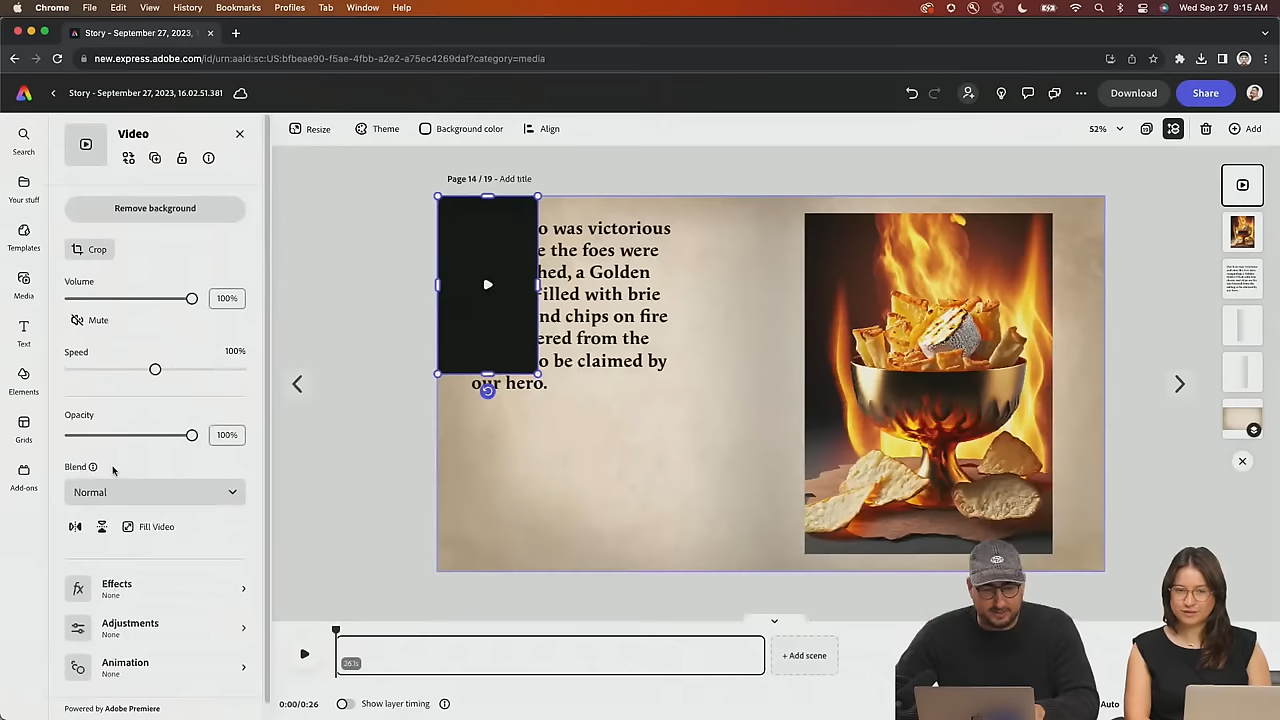 Chrome File Edit View History Bookmarks Profiles Tab Window Help
Wed Sep 27 9:15 AM
Story - September 27, 2023,
new.express.adobe.com/id/urn:aaid:sc:US:bfbeae90-f5ae-4fbb-a2e2-a75ec4269daf?category=media
Story - September 27, 2023, 16.02.51.381
Download
Share
Search
Your stuff
Templates
Media
Text
Elements
Grids
Add-ons
Video
Remove background
Crop
Volume
100%
Mute
Speed
100%
Opacity
100%
Blend
Normal
Fill Video
Effects
None
Adjustments
None
Animation
None
Powered by Adobe Premiere
Resize
Theme
Background color
Align
52%
Add
Page 14 / 19 - Add title
o was victorious
e the foes were
hed, a Golden
filled with brie
nd chips on fire
ered from the
o be claimed by
our hero.
26.1s
+ Add scene
0:00/0:26
Show layer timing
Auto